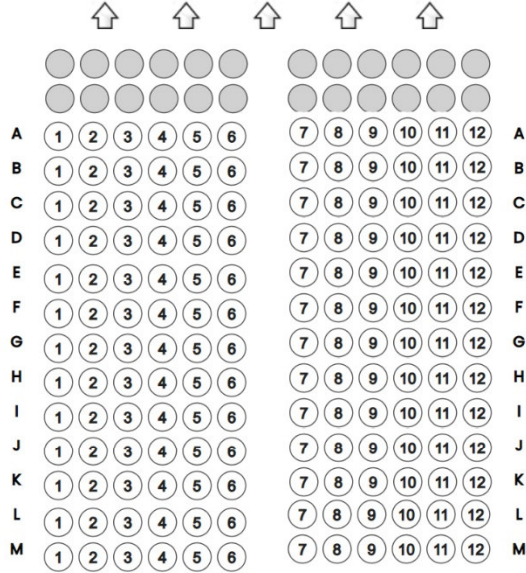 A 1 2 3 4 5 6 7 8 9 10 11 12 A
B 1 2 3 4 5 6 7 8 9 10 11 12 B
C 1 2 3 4 5 6 7 8 9 10 11 12 C
D 1 2 3 4 5 6 7 8 9 10 11 12 D
E 1 2 3 4 5 6 7 8 9 10 11 12 E
F 1 2 3 4 5 6 7 8 9 10 11 12 F
G 1 2 3 4 5 6 7 8 9 10 11 12 G
H 1 2 3 4 5 6 7 8 9 10 11 12 H
I 1 2 3 4 5 6 7 8 9 10 11 12 I
J 1 2 3 4 5 6 7 8 9 10 11 12 J
K 1 2 3 4 5 6 7 8 9 10 11 12 K
L 1 2 3 4 5 6 7 8 9 10 11 12 L
M 1 2 3 4 5 6 7 8 9 10 11 12 M